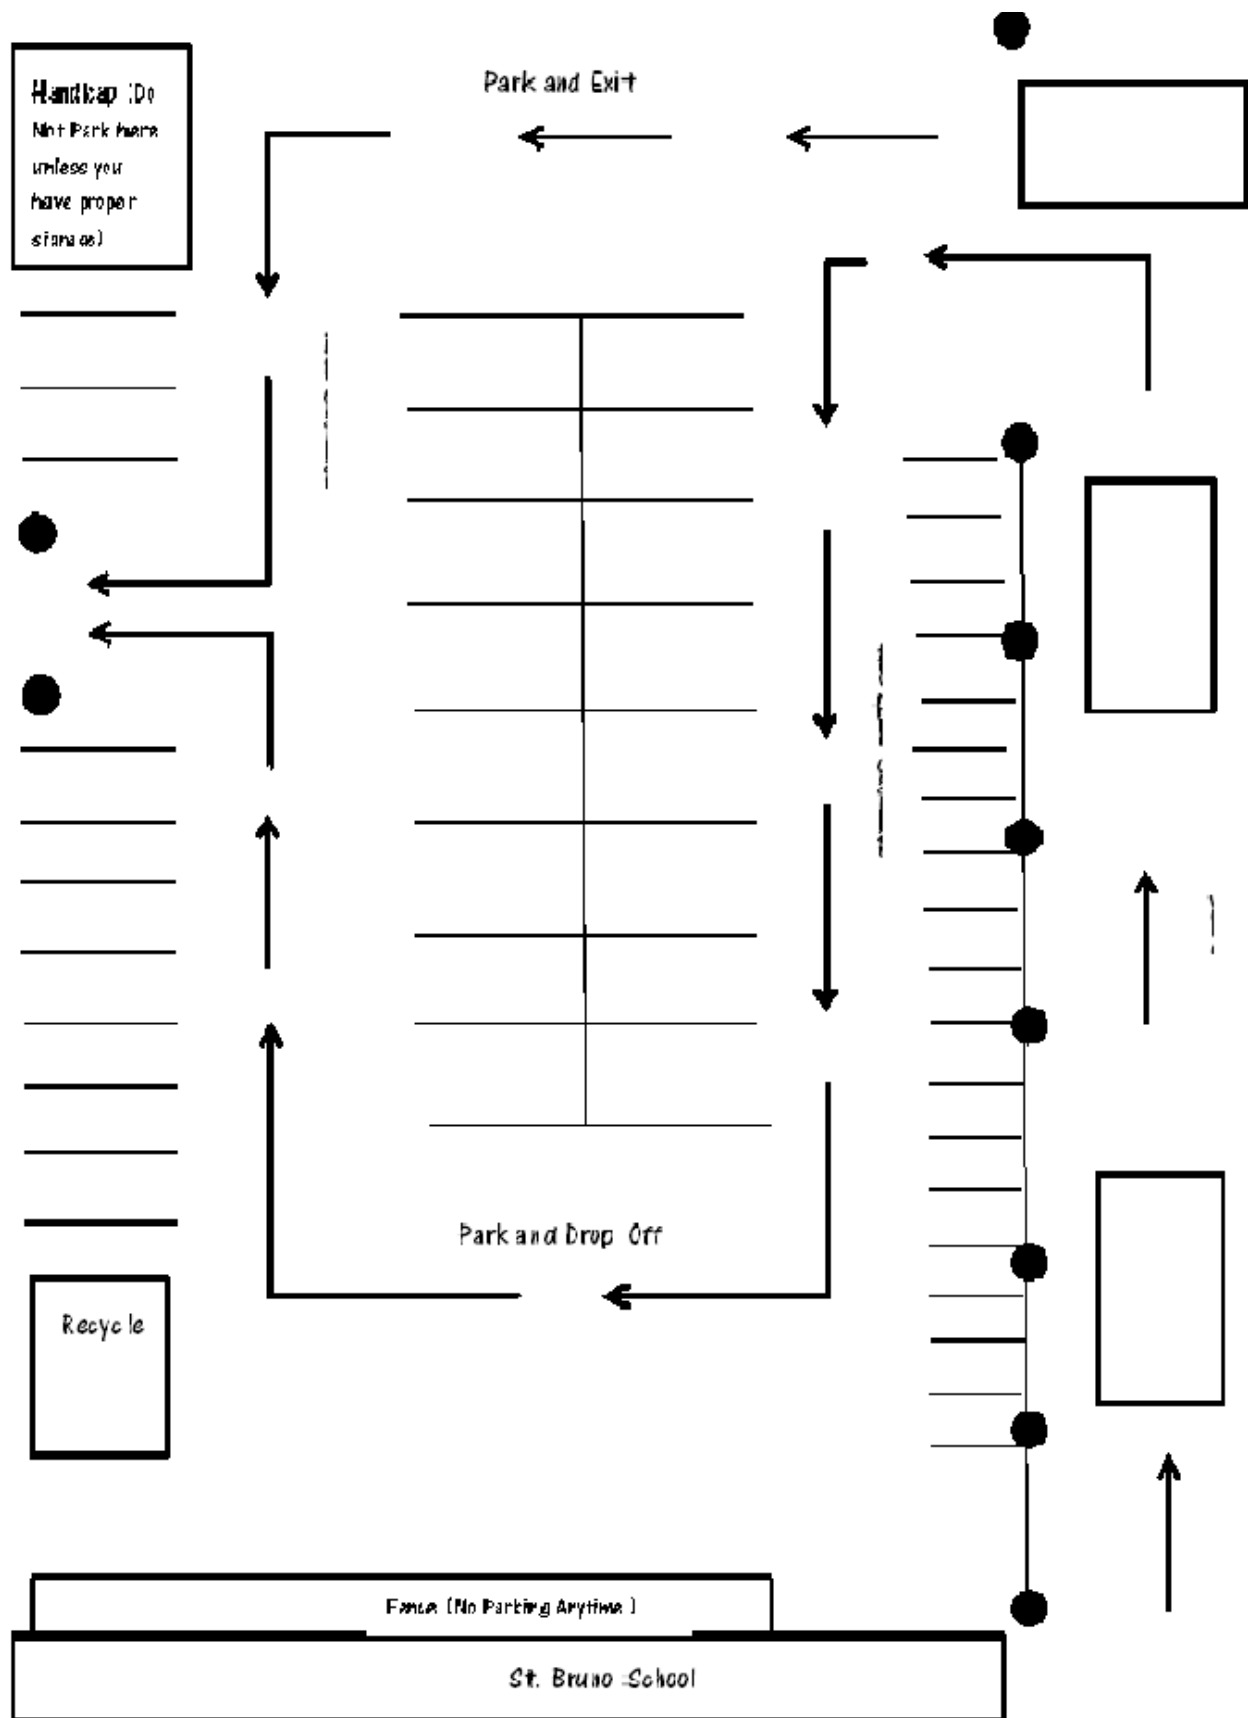 Park and Exit
Handicap (Do
Not Park here
unless you
have proper
signage)
Park and Drop Off
Recycle
Fence (No Parking Anytime)
St. Bruno School